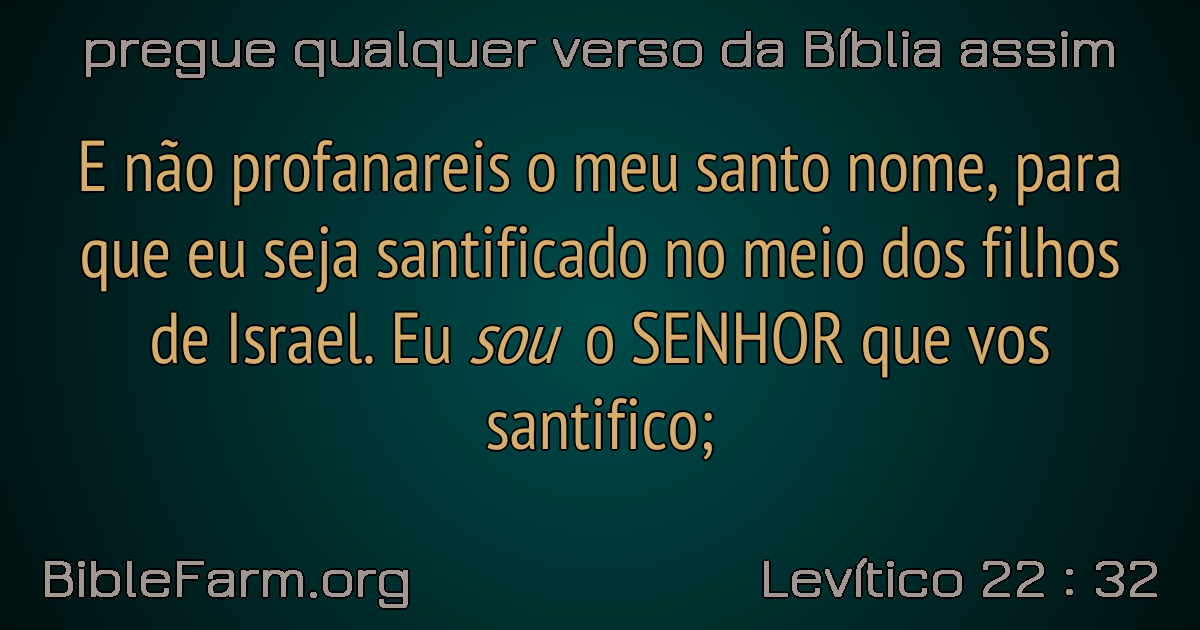 pregue qualquer verso da Bíblia assim
E não profanareis o meu santo nome, para
que eu seja santificado no meio dos filhos
de Israel. Eu sou o SENHOR que vos
santifico;
BibleFarm.org
Levítico 22 : 32